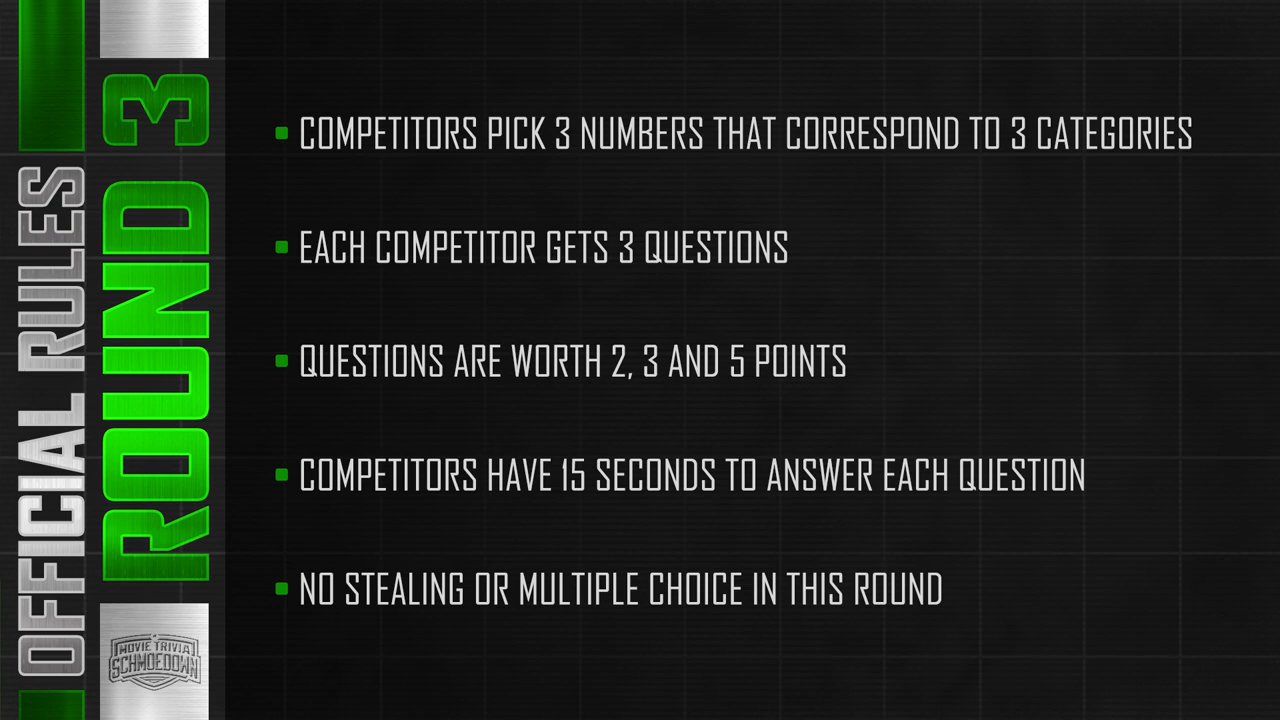 OFFICIAL RULES
ROUND 3
COMPETITORS PICK 3 NUMBERS THAT CORRESPOND TO 3 CATEGORIES
EACH COMPETITOR GETS 3 QUESTIONS
QUESTIONS ARE WORTH 2, 3 AND 5 POINTS
COMPETITORS HAVE 15 SECONDS TO ANSWER EACH QUESTION
NO STEALING OR MULTIPLE CHOICE IN THIS ROUND
MOVIE TRIVIA
SCHMOEDOWN